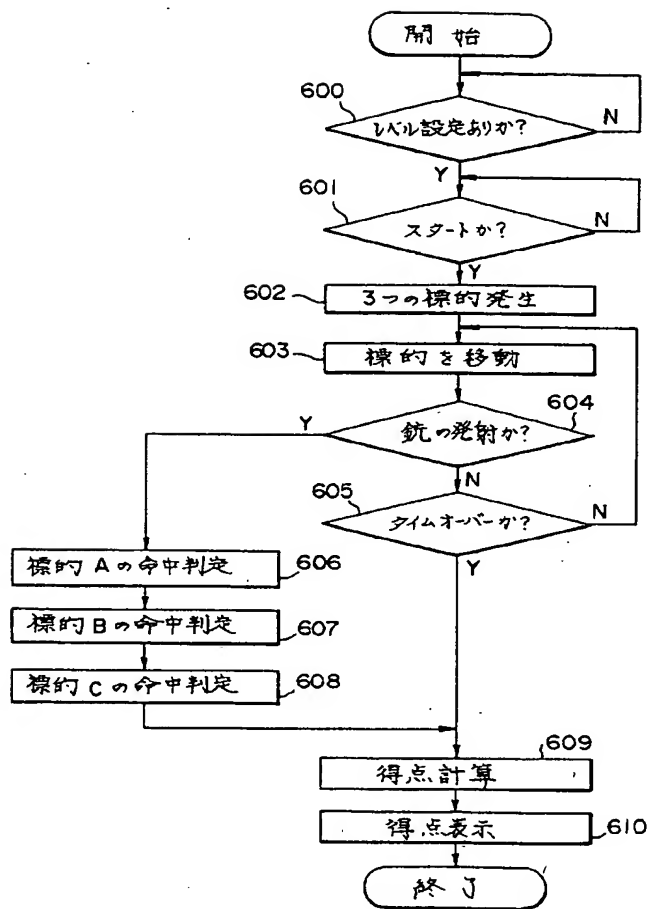 開始
600
レベル設定ありか?
N
Y
601
スタートか?
N
Y
602
3つの標的発生
603
標的を移動
604
銃の発射か?
Y
N
605
タイムオーバーか?
N
Y
標的Aの命中判定
606
標的Bの命中判定
607
標的Cの命中判定
608
609
得点計算
得点表示
610
終了